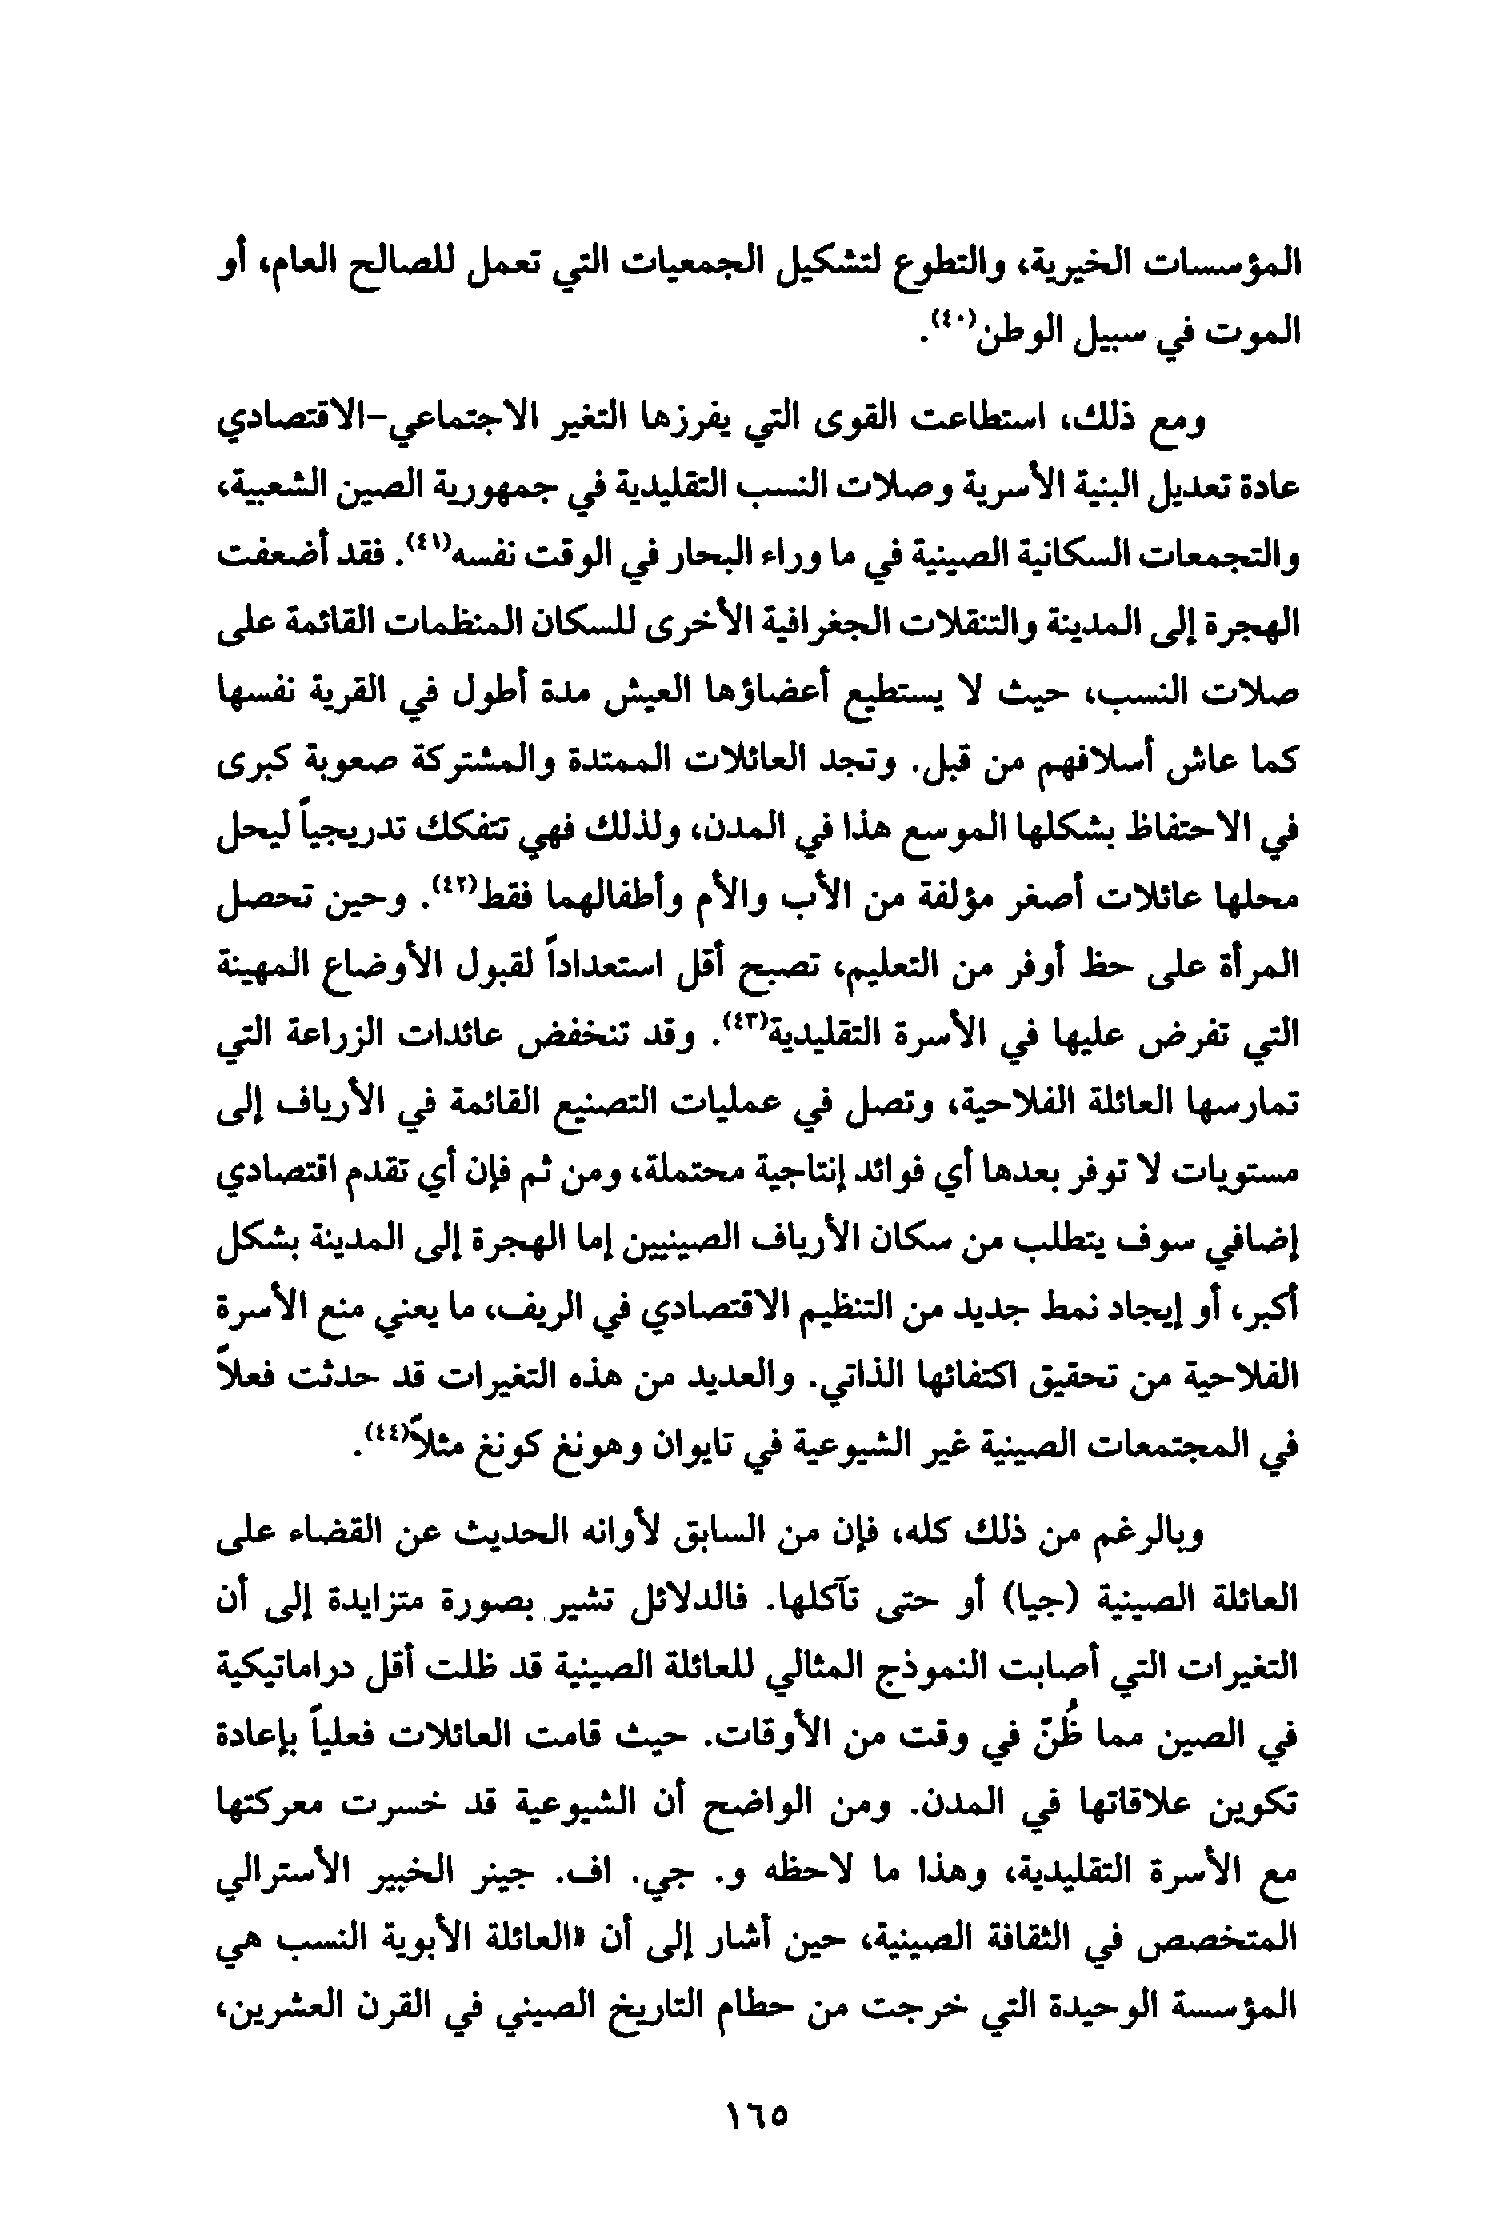 المؤسسات الخيرية، والتطوع لتشكيل الجمعيات التي تعمل للصالح العام، أو
الموت في سبيل الوطن(٤٠).
ومع ذلك، استطاعت القوى التي يفرزها التغير الاجتماعي-الاقتصادي
عادة تعديل البنية الأسرية وصلات النسب التقليدية في جمهورية الصين الشعبية،
والتجمعات السكانية الصينية في ما وراء البحار في الوقت نفسه(٤١). فقد أضعفت
الهجرة إلى المدينة والتنقلات الجغرافية الأخرى للسكان المنظمات القائمة على
صلات النسب، حيث لا يستطيع أعضاؤها العيش مدة أطول في القرية نفسها
كما عاش أسلافهم من قبل. وتجد العائلات الممتدة والمشتركة صعوبة كبرى
في الاحتفاظ بشكلها الموسع هذا في المدن، ولذلك فهي تتفكك تدريجياً ليحل
محلها عائلات أصغر مؤلفة من الأب والأم وأطفالهما فقط(٤٢). وحين تحصل
المرأة على حظ أوفر من التعليم، تصبح أقل استعداداً لقبول الأوضاع المهينة
التي تفرض عليها في الأسرة التقليدية(٤٣). وقد تنخفض عائدات الزراعة التي
تمارسها العائلة الفلاحية، وتصل في عمليات التصنيع القائمة في الأرياف إلى
مستويات لا توفر بعدها أي فوائد إنتاجية محتملة، ومن ثم فإن أي تقدم اقتصادي
إضافي سوف يتطلب من سكان الأرياف الصينيين إما الهجرة إلى المدينة بشكل
أكبر، أو إيجاد نمط جديد من التنظيم الاقتصادي في الريف، ما يعني منع الأسرة
الفلاحية من تحقيق اكتفائها الذاتي. والعديد من هذه التغيرات قد حدثت فعلاً
في المجتمعات الصينية غير الشيوعية في تايوان وهونغ كونغ مثلاً(٤٤).
وبالرغم من ذلك كله، فإن من السابق لأوانه الحديث عن القضاء على
العائلة الصينية (جيا) أو حتى تآكلها. فالدلائل تشير بصورة متزايدة إلى أن
التغيرات التي أصابت النموذج المثالي للعائلة الصينية قد ظلت أقل دراماتيكية
في الصين مما ظُنّ في وقت من الأوقات. حيث قامت العائلات فعلياً بإعادة
تكوين علاقاتها في المدن. ومن الواضح أن الشيوعية قد خسرت معركتها
مع الأسرة التقليدية، وهذا ما لاحظه و. جي. اف. جينر الخبير الأسترالي
المتخصص في الثقافة الصينية، حين أشار إلى أن «العائلة الأبوية النسب هي
المؤسسة الوحيدة التي خرجت من حطام التاريخ الصيني في القرن العشرين،
١٦٥